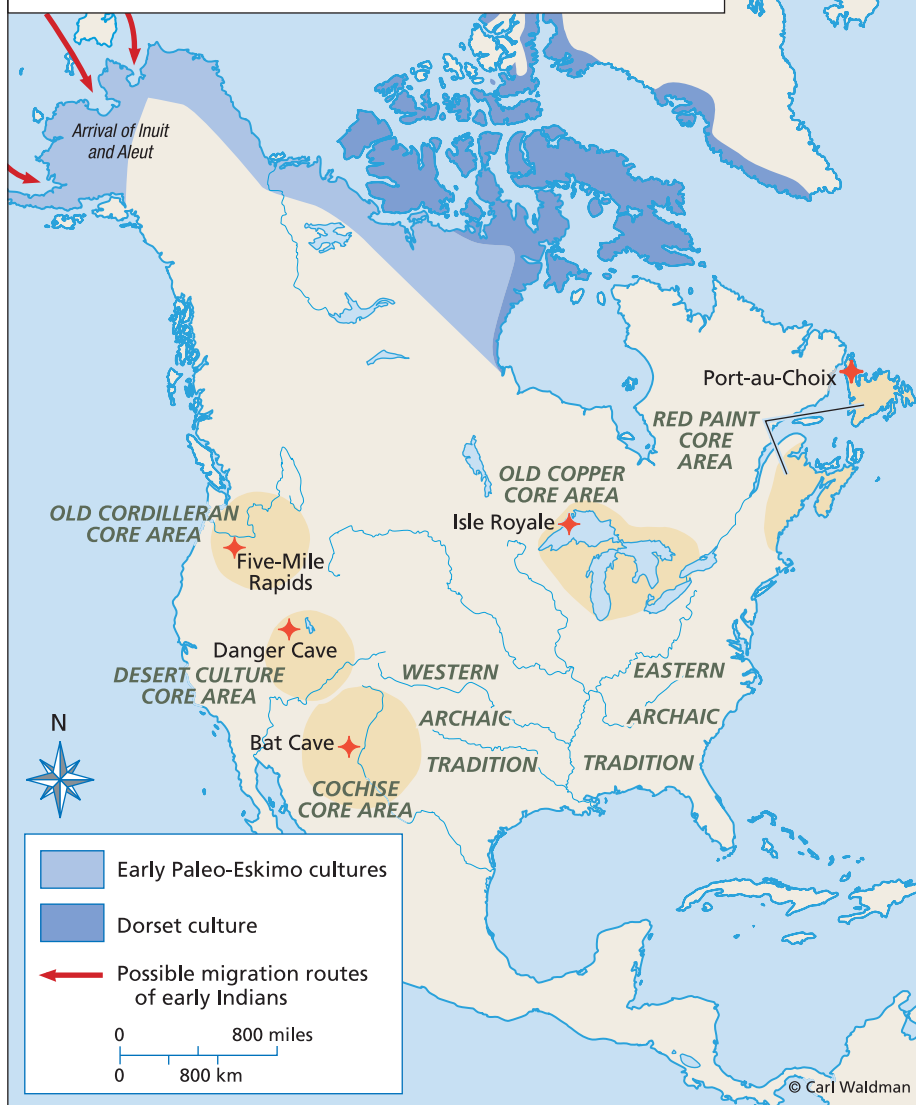 Arrival of Inuit
and Aleut
Port-au-Choix
RED PAINT
CORE
AREA
OLD COPPER
CORE AREA
Isle Royale
OLD CORDILLERAN
CORE AREA
Five-Mile
Rapids
Danger Cave
DESERT CULTURE
CORE AREA
WESTERN
ARCHAIC
TRADITION
EASTERN
ARCHAIC
TRADITION
Bat Cave
COCHISE
CORE AREA
N
Early Paleo-Eskimo cultures
Dorset culture
Possible migration routes
of early Indians
0 800 miles
0 800 km
© Carl Waldman